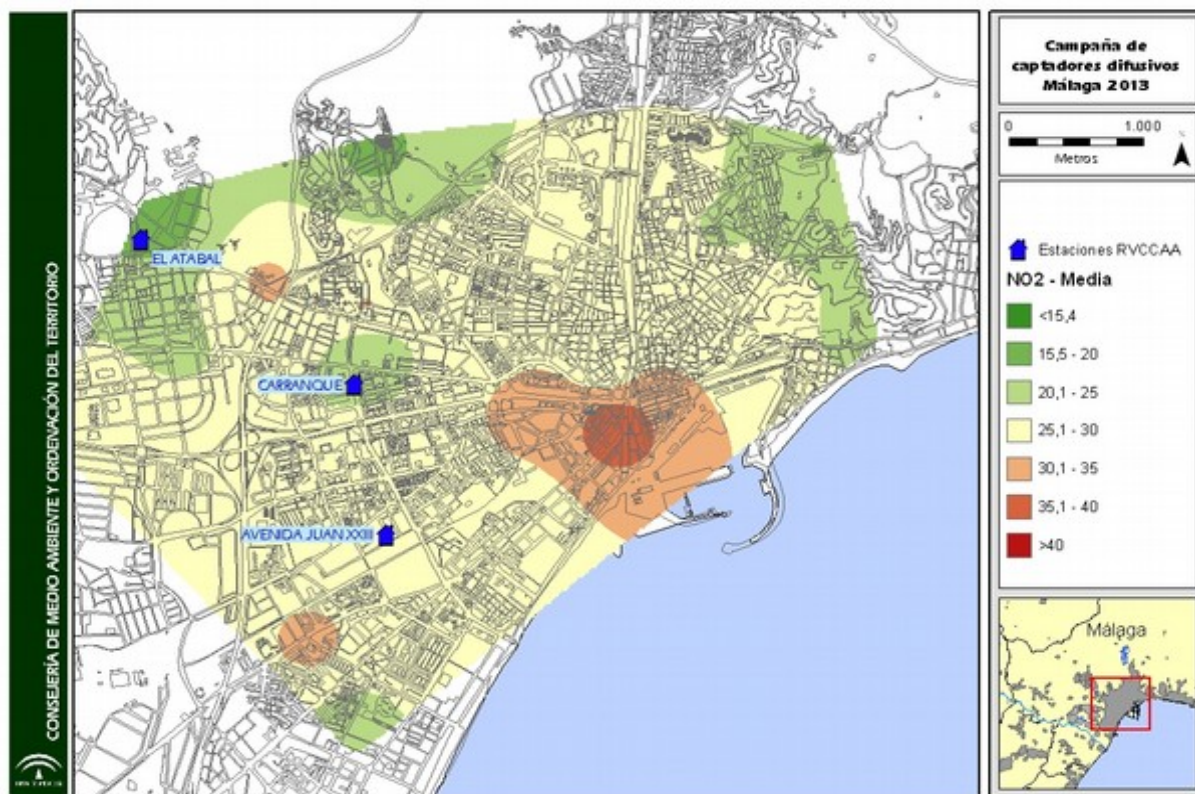 CONSEJERÍA DE MEDIO AMBIENTE Y ORDENACIÓN DEL TERRITORIO
EL ATABAL
CARRANQUE
AVENIDA JUAN XXIII
Campaña de
captadores difusivos
Málaga 2013
0 1.000
Metros
Estaciones RVCCAA
NO2 - Media
<15,4
15,5 - 20
20,1 - 25
25,1 - 30
30,1 - 35
35,1 - 40
>40
Málaga